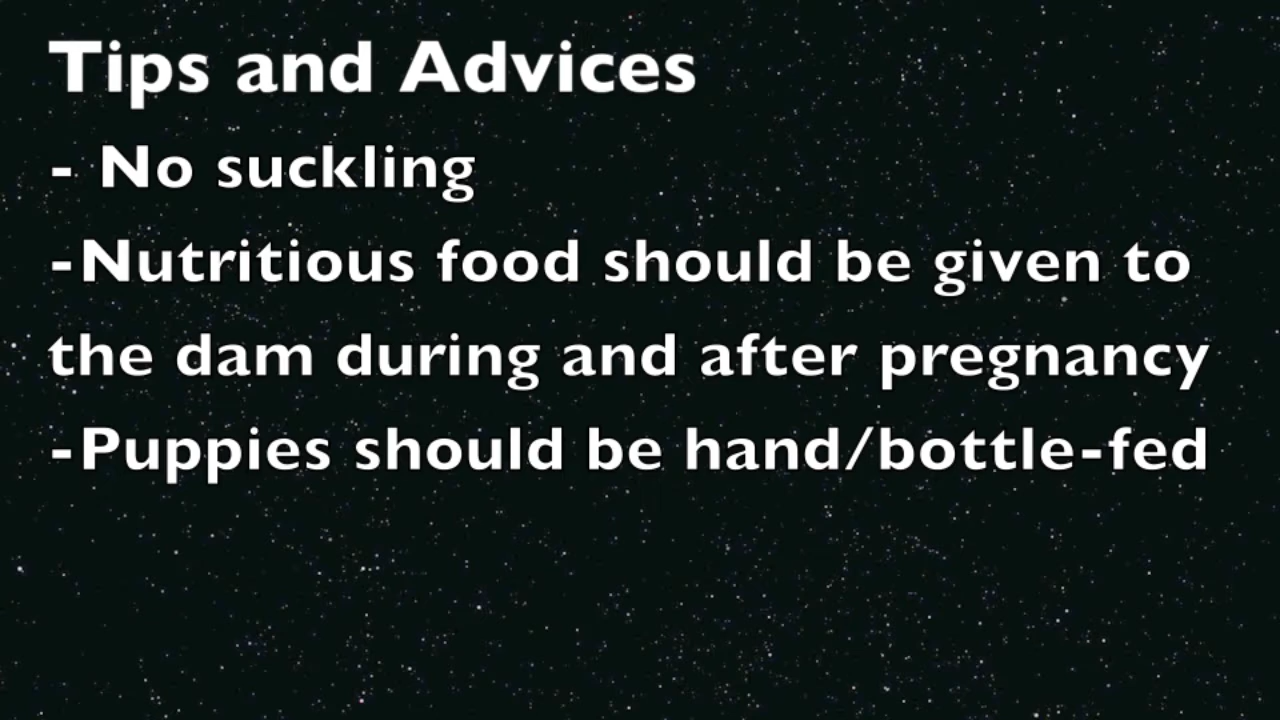 Tips and Advices
- No suckling
-Nutritious food should be given to
the dam during and after pregnancy
-Puppies should be hand/bottle-fed